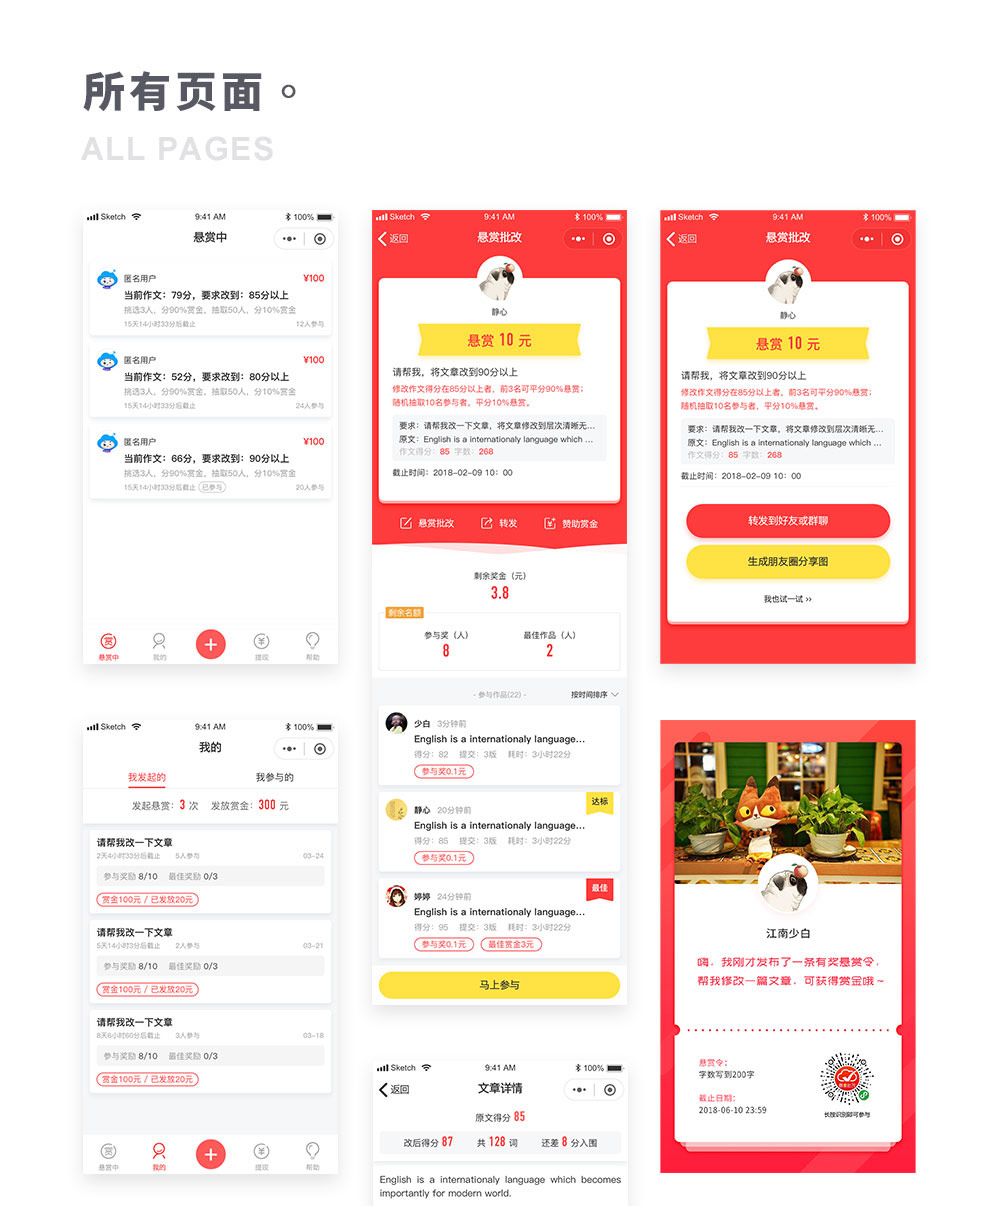 所有页面。
ALL PAGES
Sketch 9:41 AM 100%
悬赏中
匿名用户 ¥100
当前作文：79分，要求改到：85分以上
挑选3人，分90%赏金，抽取50人，分10%赏金
15天14小时33分后截止 12人参与
匿名用户 ¥100
当前作文：52分，要求改到：80分以上
挑选3人，分90%赏金，抽取50人，分10%赏金
15天14小时33分后截止 24人参与
匿名用户 ¥100
当前作文：66分，要求改到：90分以上
挑选3人，分90%赏金，抽取50人，分10%赏金
15天14小时33分后截止 已参与 20人参与
赏 ¥
悬赏中 我的 提现 帮助
Sketch 9:41 AM 100%
返回 悬赏批改
静心
悬赏 10 元
请帮我，将文章改到90分以上
修改作文得分在85分以上者，前3名可平分90%悬赏；
随机抽取10名参与者，平分10%悬赏。
要求：请帮我改一下文章，将文章修改到层次清晰无...
原文：English is a internationaly language which ...
作文得分：85 字数：268
截止时间：2018-02-09 10：00
悬赏批改 转发 赞助赏金
剩余奖金（元）
3.8
剩余名额
参与奖（人） 最佳作品（人）
8 2
- 参与作品(22) - 按时间排序
少白 3分钟前
English is a internationaly language...
得分：82 提交：3版 耗时：3小时22分
参与奖0.1元
静心 20分钟前 达标
English is a internationaly language...
得分：85 提交：3版 耗时：3小时22分
参与奖0.1元
婷婷 24分钟前 最佳
English is a internationaly language...
得分：95 提交：3版 耗时：3小时22分
参与奖0.1元 最佳赏金3元
马上参与
Sketch 9:41 AM 100%
返回 悬赏批改
静心
悬赏 10 元
请帮我，将文章改到90分以上
修改作文得分在85分以上者，前3名可平分90%悬赏；
随机抽取10名参与者，平分10%悬赏。
要求：请帮我改一下文章，将文章修改到层次清晰无...
原文：English is a internationaly language which ...
作文得分：85 字数：268
截止时间：2018-02-09 10：00
转发到好友或群聊
生成朋友圈分享图
我也试一试 ››
Sketch 9:41 AM 100%
我的
我发起的 我参与的
发起悬赏：3 次 发放赏金：300 元
请帮我改一下文章
2天4小时33分后截止 5人参与 03-24
参与奖励 8/10 最佳奖励 0/3
赏金100元 / 已发放20元
请帮我改一下文章
5天14小时3分后截止 2人参与 03-21
参与奖励 8/10 最佳奖励 0/3
赏金100元 / 已发放20元
请帮我改一下文章
8天6小时60分后截止 3人参与 03-18
参与奖励 8/10 最佳奖励 0/3
赏金100元 / 已发放20元
赏 ¥
悬赏中 我的 提现 帮助
Sketch 9:41 AM 100%
返回 文章详情
原文得分 85
改后得分 87 共 128 词 还差 8 分入围
English is a internationaly language which becomes
importantly for modern world.
江南少白
嗨，我刚才发布了一条有奖悬赏令，
帮我修改一篇文章，可获得赏金哦~
悬赏令：
字数写到200字
截止日期：
2018-06-10 23:59
长按识别即可参与